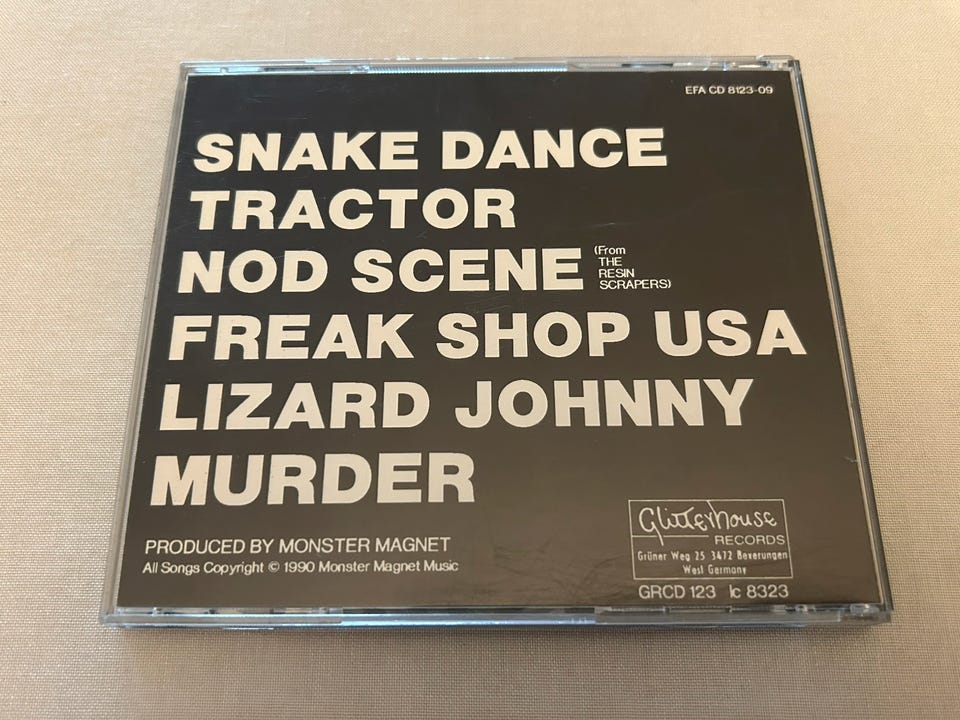 EFA CD 8123-09
SNAKE DANCE
TRACTOR
NOD SCENE
(From
THE
RESIN
SCRAPERS)
FREAK SHOP USA
LIZARD JOHNNY
MURDER
PRODUCED BY MONSTER MAGNET
All Songs Copyright © 1990 Monster Magnet Music
Glitterhouse
RECORDS
Grüner Weg 25 3472 Beverungen
West Germany
GRCD 123 lc 8323